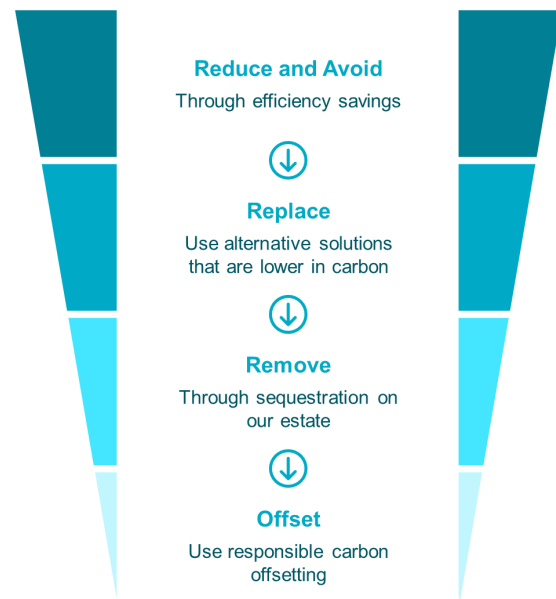 Reduce and Avoid
Through efficiency savings
Replace
Use alternative solutions
that are lower in carbon
Remove
Through sequestration on
our estate
Offset
Use responsible carbon
offsetting